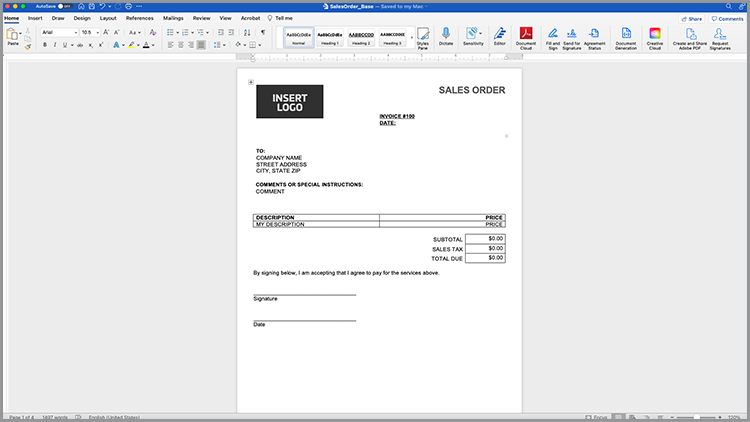 AutoSave OFF SalesOrder_Base — Saved to my Mac
Home Insert Draw Design Layout References Mailings Review View Acrobat Tell me Share Comments
Paste Arial 10.5 AaBbCcDdEe AaBbCcDdEe AABBCCDD AABBCCDDEE
Normal Heading 1 Heading 2 Heading 3 Styles Pane Dictate Sensitivity Editor Document Cloud Fill and Sign Send for Signature Agreement Status Document Generation Creative Cloud Create and Share Adobe PDF Request Signatures
INSERT
LOGO
SALES ORDER
INVOICE #100
DATE:
TO:
COMPANY NAME
STREET ADDRESS
CITY, STATE ZIP
COMMENTS OR SPECIAL INSTRUCTIONS:
COMMENT
DESCRIPTION PRICE
MY DESCRIPTION PRICE
SUBTOTAL $0.00
SALES TAX $0.00
TOTAL DUE $0.00
By signing below, I am accepting that I agree to pay for the services above.
Signature
Date
Page 1 of 4 1497 words English (United States) Focus 120%